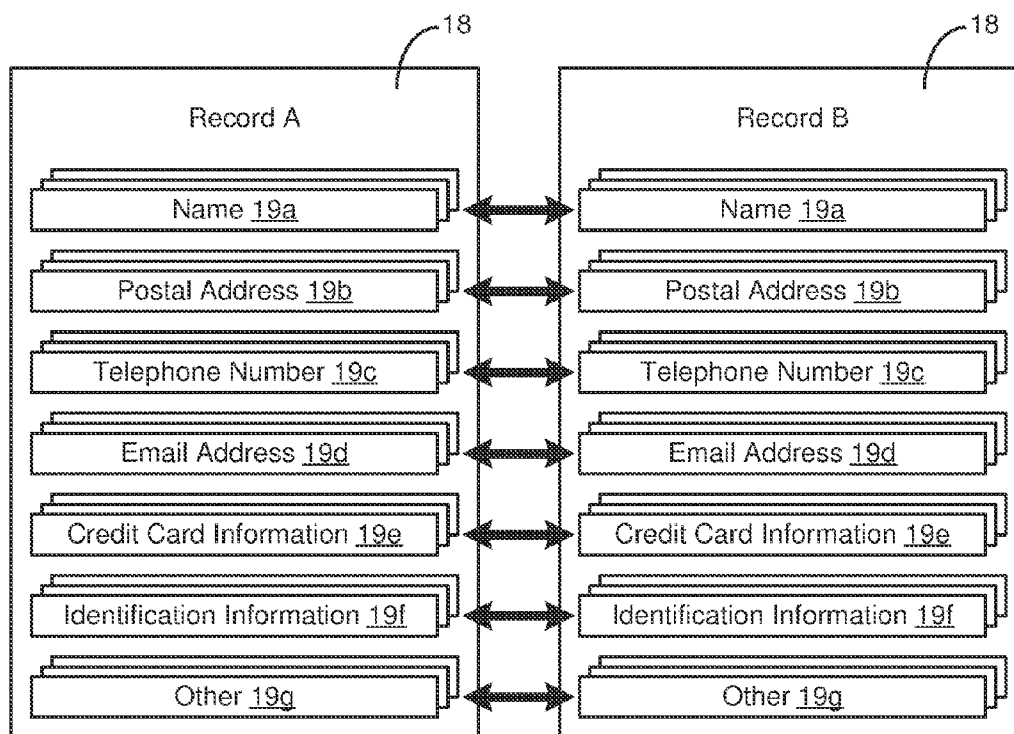 18
18
Record A
Record B
Name 19a
Name 19a
Postal Address 19b
Postal Address 19b
Telephone Number 19c
Telephone Number 19c
Email Address 19d
Email Address 19d
Credit Card Information 19e
Credit Card Information 19e
Identification Information 19f
Identification Information 19f
Other 19g
Other 19g